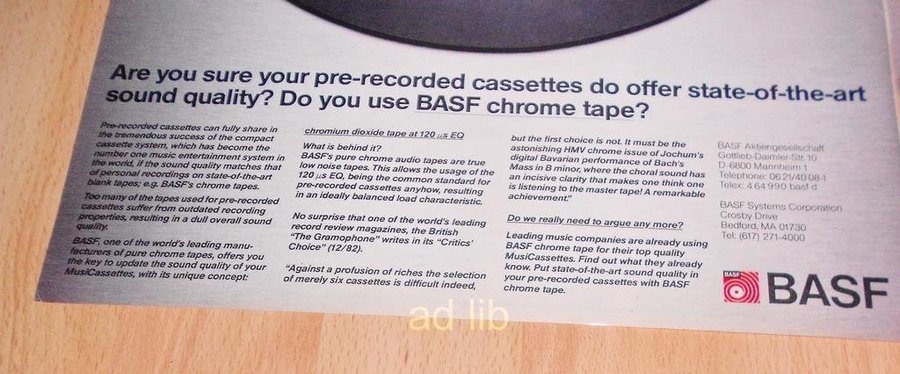 Are you sure your pre-recorded cassettes do offer state-of-the-art
sound quality? Do you use BASF chrome tape?
Pre-recorded cassettes can fully share in
the tremendous success of the compact
cassette system, which has become the
number one music entertainment system in
the world, if the sound quality matches that
of personal recordings on state-of-the-art
blank tapes; e.g. BASF's chrome tapes.
Too many of the tapes used for pre-recorded
cassettes suffer from outdated recording
properties, resulting in a dull overall sound
quality.
BASF, one of the world's leading manu-
facturers of pure chrome tapes, offers you
the key to update the sound quality of your
MusiCassettes, with its unique concept:
chromium dioxide tape at 120 µs EQ
What is behind it?
BASF's pure chrome audio tapes are true
low noise tapes. This allows the usage of the
120 µs EQ, being the common standard for
pre-recorded cassettes anyhow, resulting
in an ideally balanced load characteristic.
No surprise that one of the world's leading
record review magazines, the British
"The Gramophone" writes in its "Critics'
Choice" (12/82).
"Against a profusion of riches the selection
of merely six cassettes is difficult indeed,
but the first choice is not. It must be the
astonishing HMV chrome issue of Jochum's
digital Bavarian performance of Bach's
Mass in B minor, where the choral sound has
an incisive clarity that makes one think one
is listening to the master tape! A remarkable
achievement."
Do we really need to argue any more?
Leading music companies are already using
BASF chrome tape for their top quality
MusiCassettes. Find out what they already
know. Put state-of-the-art sound quality in
your pre-recorded cassettes with BASF
chrome tape.
BASF Aktiengesellschaft
Gottlieb-Daimler-Str. 10
D-6800 Mannheim 1
Telephone: 06 21/40 08-1
Telex: 4 64 990 basf d
BASF Systems Corporation
Crosby Drive
Bedford, MA 01730
Tel: (617) 271-4000
BASF
BASF
ad lib